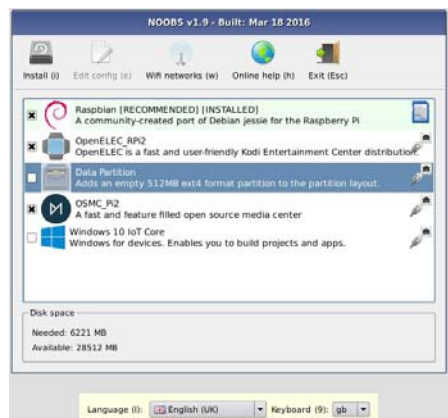 NOOBS v1.9 - Built: Mar 18 2016
Install (i) Edit config (e) Wifi networks (w) Online help (h) Exit (Esc)
Raspbian [RECOMMENDED] [INSTALLED]
A community-created port of Debian jessie for the Raspberry Pi
OpenELEC_RPi2
OpenELEC is a fast and user-friendly Kodi Entertainment Center distribution.
Data Partition
Adds an empty 512MB ext4 format partition to the partition layout.
OSMC_Pi2
A fast and feature filled open source media center
Windows 10 IoT Core
Windows for devices. Enables you to build projects and apps.
Disk space
Needed: 6221 MB
Available: 28512 MB
Language (l): English (UK) Keyboard (9): gb